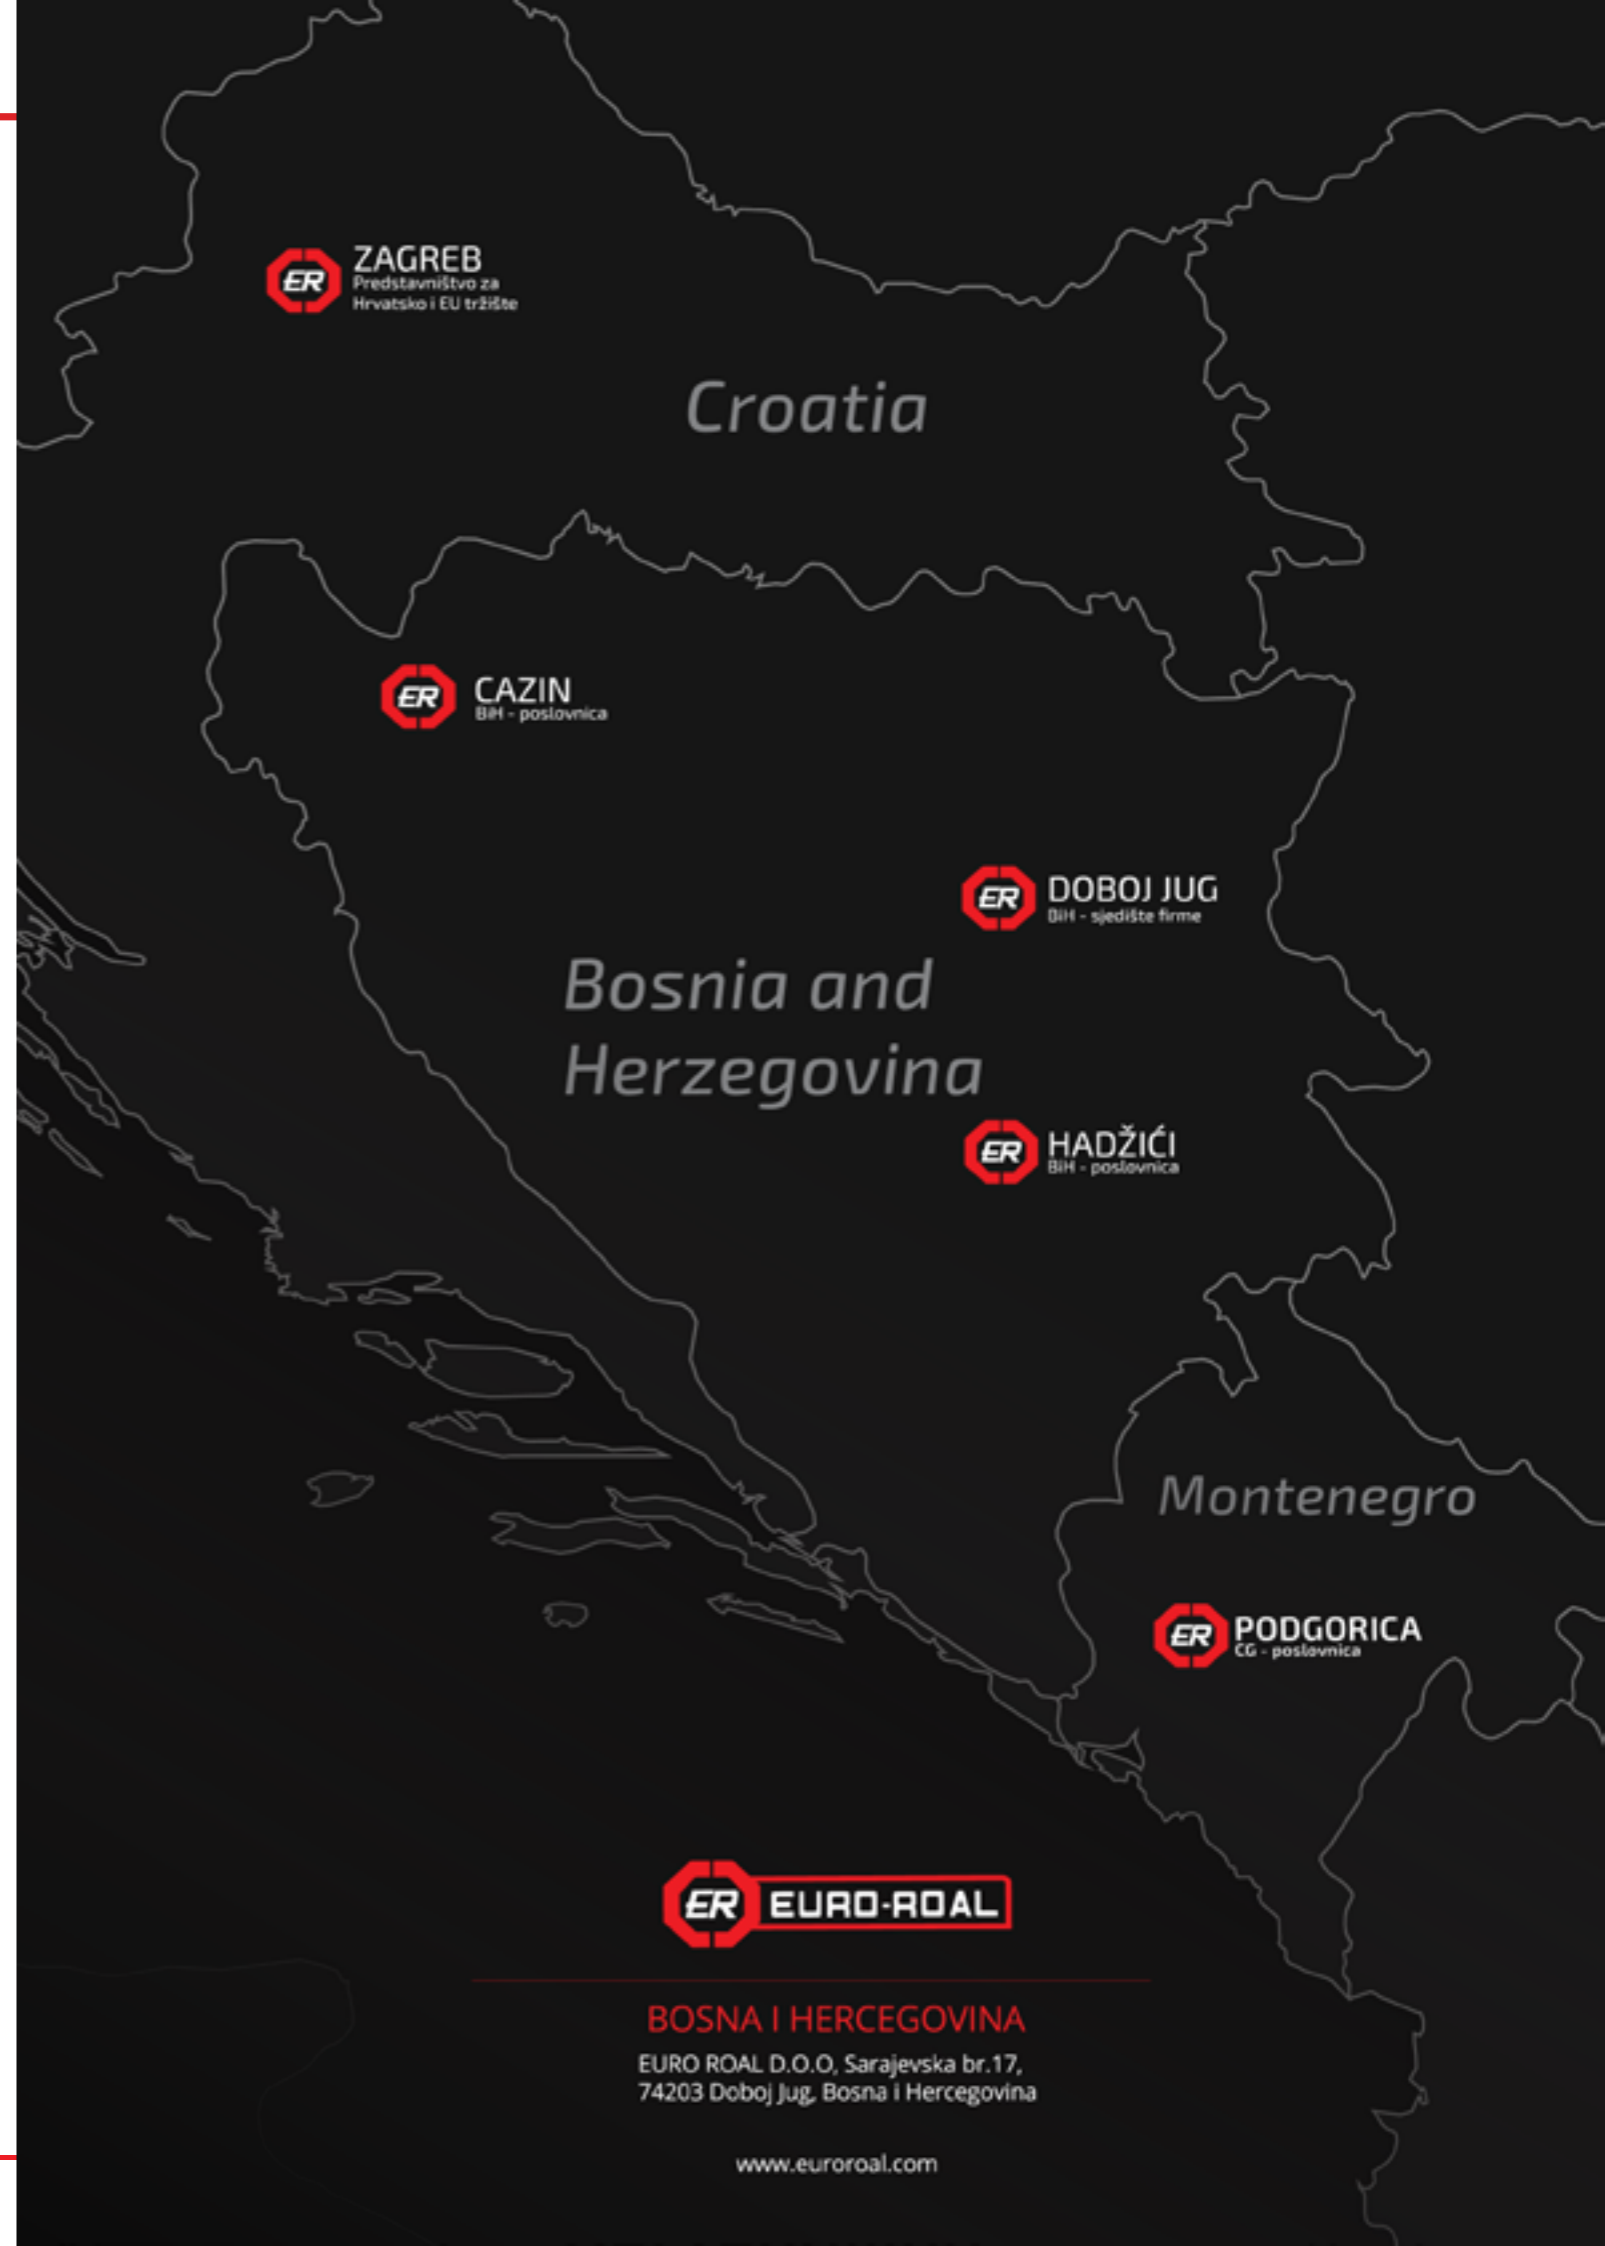 ER
ZAGREB
Predstavništvo za
Hrvatsko i EU tržište
Croatia
ER
CAZIN
BiH - poslovnica
ER
DOBOJ JUG
BiH - sjedište firme
Bosnia and
Herzegovina
ER
HADŽIĆI
BiH - poslovnica
Montenegro
ER
PODGORICA
CG - poslovnica
ER EURO-ROAL
BOSNA I HERCEGOVINA
EURO ROAL D.O.O, Sarajevska br.17,
74203 Doboj Jug, Bosna i Hercegovina
www.euroroal.com